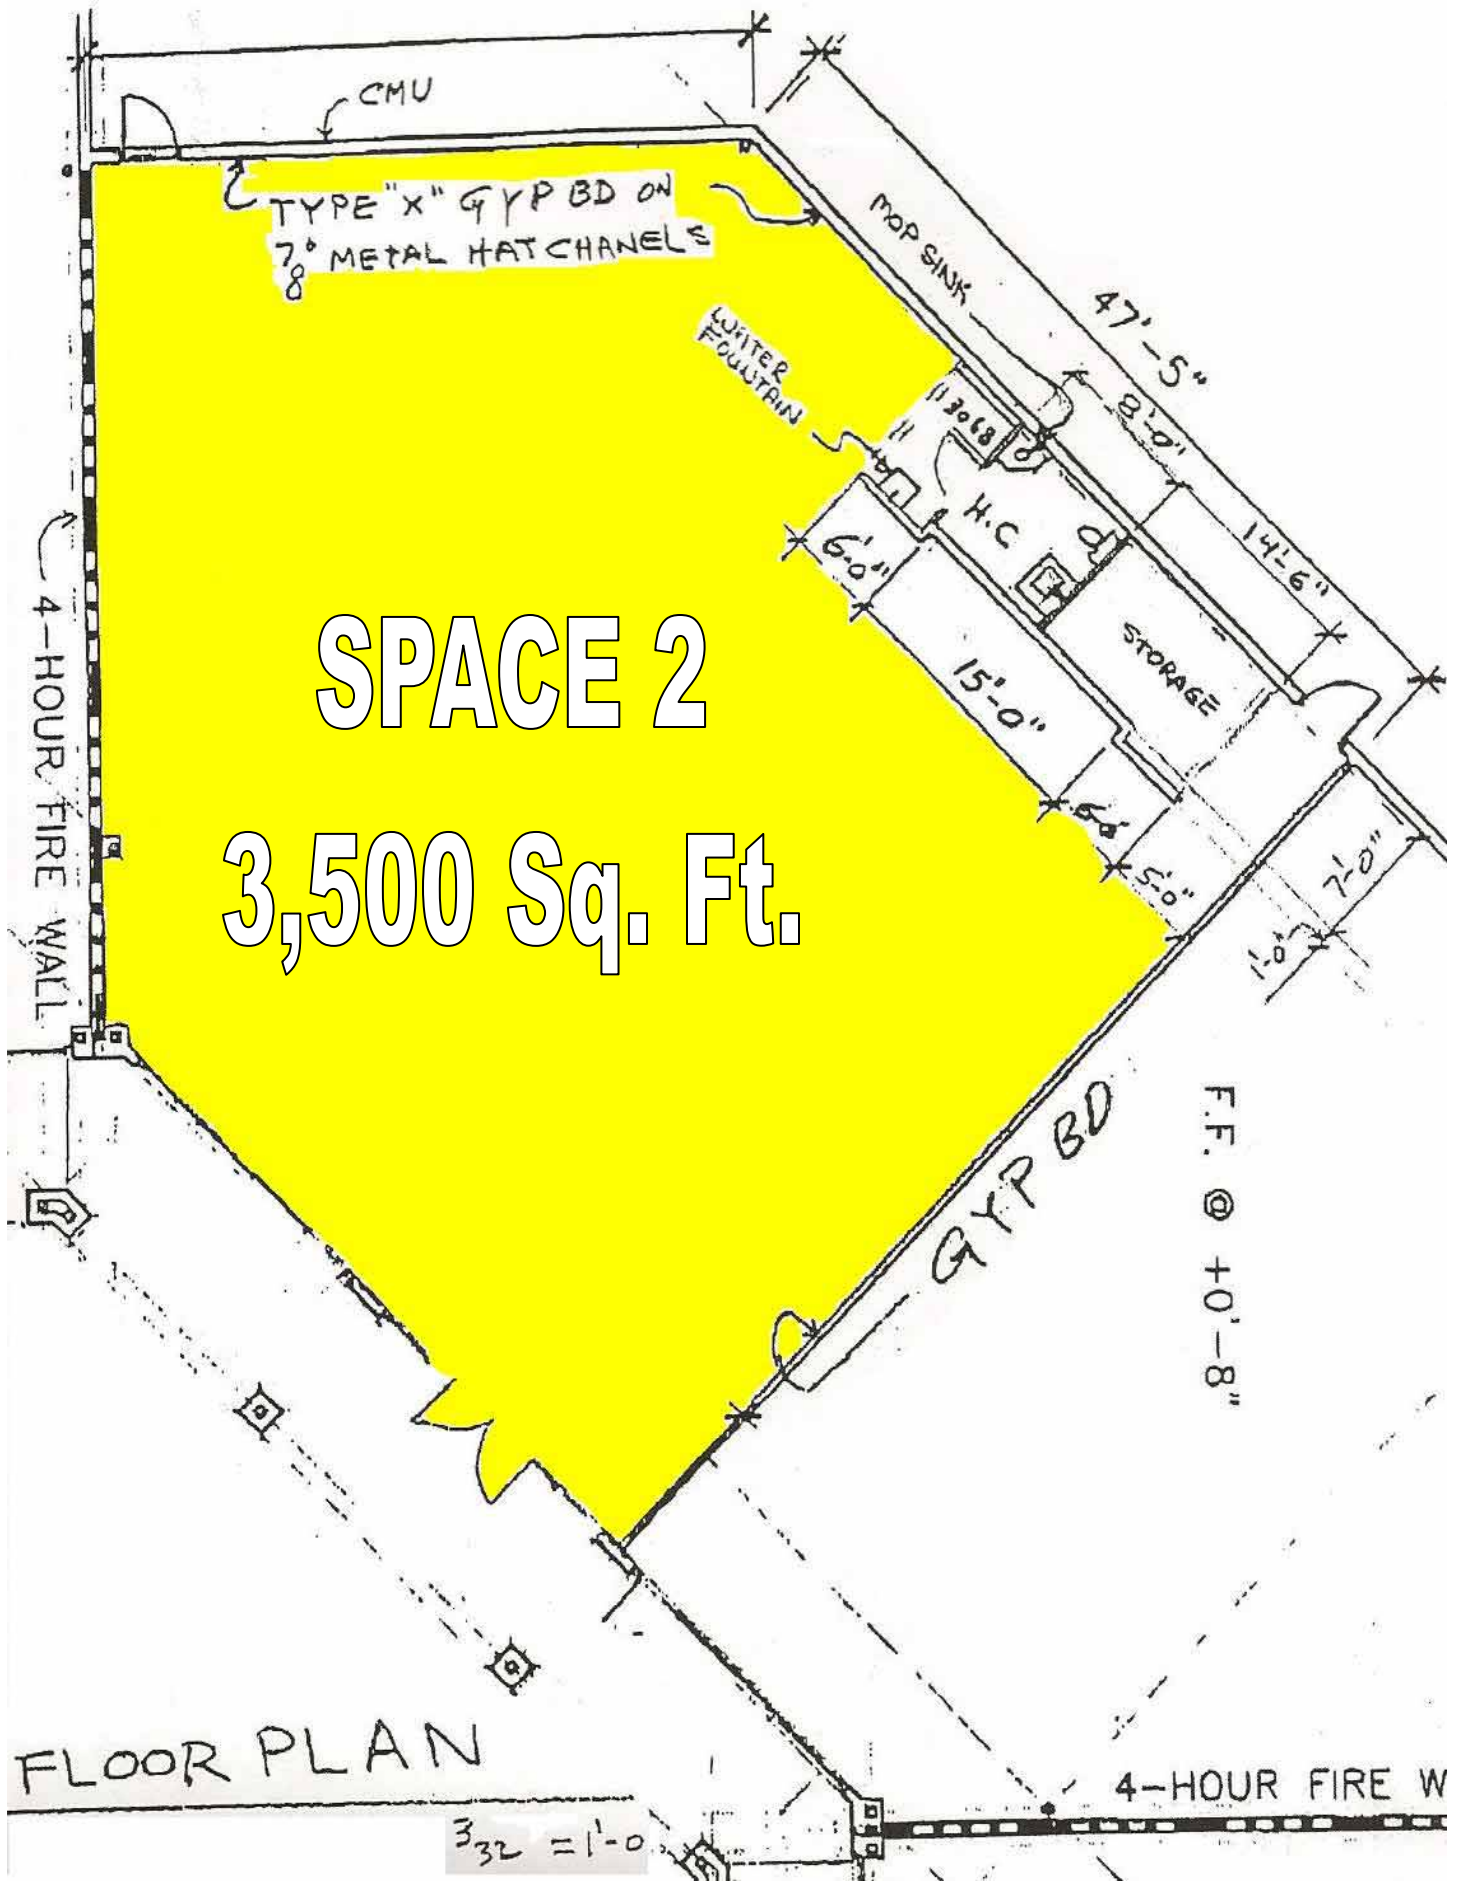 CMU
TYPE "X" GYP BD ON
7/8" METAL HAT CHANELS
MOP SINK
47'-5"
WATER
FOUNTAIN
3068
8'-0"
H.C
14'-6"
6'-0"
STORAGE
15'-0"
4-HOUR FIRE WALL
SPACE 2
3,500 Sq. Ft.
5'-0"
7'-0"
1'-0"
GYP BD
F.F. @ +0'-8"
FLOOR PLAN
3/32 = 1'-0
4-HOUR FIRE W